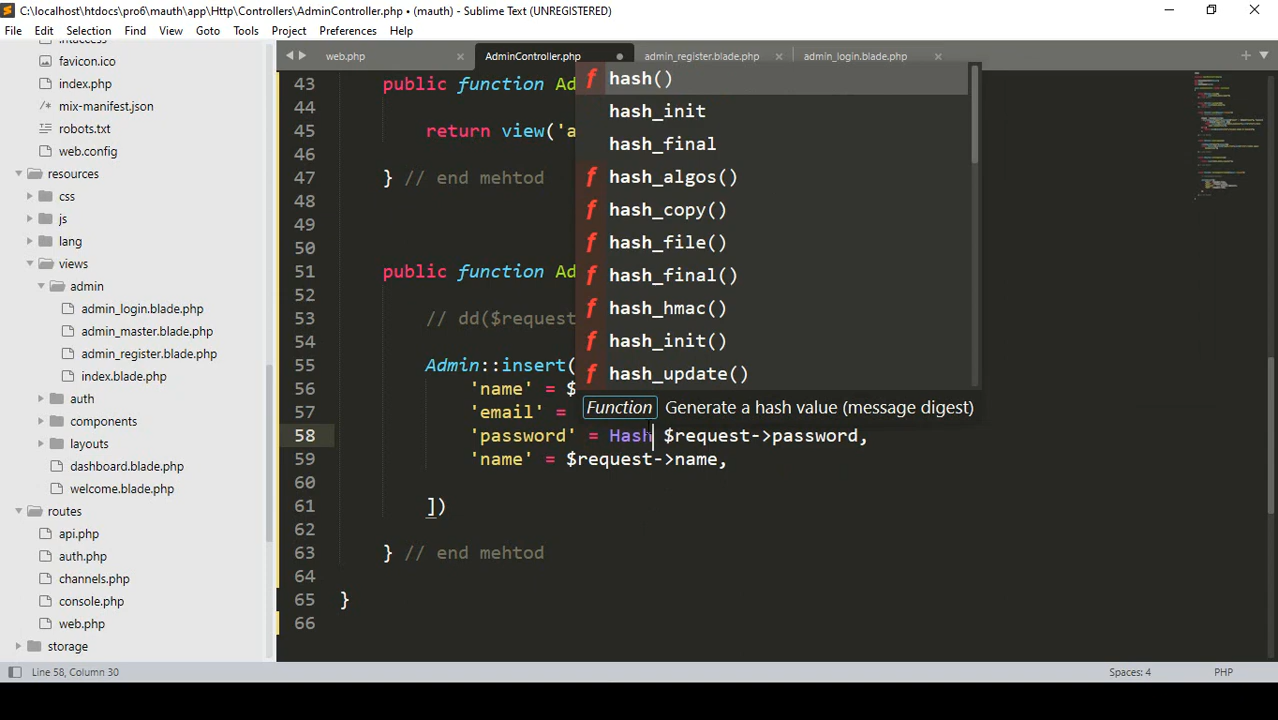 C:\localhost\htdocs\pro6\mauth\app\Http\Controllers\AdminController.php • (mauth) - Sublime Text (UNREGISTERED)
File Edit Selection Find View Goto Tools Project Preferences Help
web.php × AdminController.php • admin_register.blade.php × admin_login.blade.php ×
favicon.ico
index.php
mix-manifest.json
robots.txt
web.config
resources
css
js
lang
views
admin
admin_login.blade.php
admin_master.blade.php
admin_register.blade.php
index.blade.php
auth
components
layouts
dashboard.blade.php
welcome.blade.php
routes
api.php
auth.php
channels.php
console.php
web.php
storage
43 public function Ad
44
45 return view('a
46
47 } // end mehtod
48
49
50
51 public function Ad
52
53 // dd($request
54
55 Admin::insert(
56 'name' = $
57 'email' =
58 'password' = Hash $request->password,
59 'name' = $request->name,
60
61 ])
62
63 } // end mehtod
64
65 }
66
f hash()
hash_init
hash_final
f hash_algos()
f hash_copy()
f hash_file()
f hash_final()
f hash_hmac()
f hash_init()
f hash_update()
Function Generate a hash value (message digest)
Line 58, Column 30 Spaces: 4 PHP